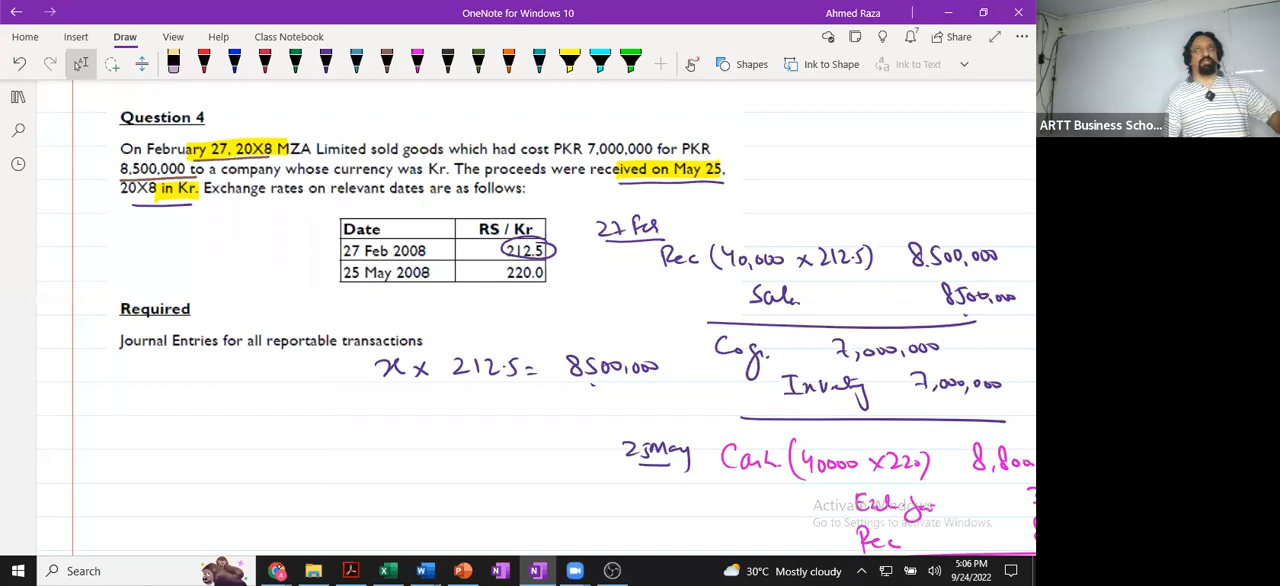 OneNote for Windows 10
Ahmed Raza
Home Insert Draw View Help Class Notebook
Share
Shapes Ink to Shape Ink to Text
ARTT Business Scho...
Question 4
On February 27, 20X8 MZA Limited sold goods which had cost PKR 7,000,000 for PKR
8,500,000 to a company whose currency was Kr. The proceeds were received on May 25,
20X8 in Kr. Exchange rates on relevant dates are as follows:
Date RS / Kr
27 Feb 2008 212.5
25 May 2008 220.0
27 Feb
Rec (40,000 x 212.5) 8.500,000
Sales 8500,000
Required
Journal Entries for all reportable transactions
x x 212.5 = 8500,000
Cogs. 7,000,000
Inventory 7,000,000
25May Cash (40000 x 220) 8,800
Activate Windows
Go to Settings to activate Windows.
Rec
Search
30°C Mostly cloudy
5:06 PM
9/24/2022